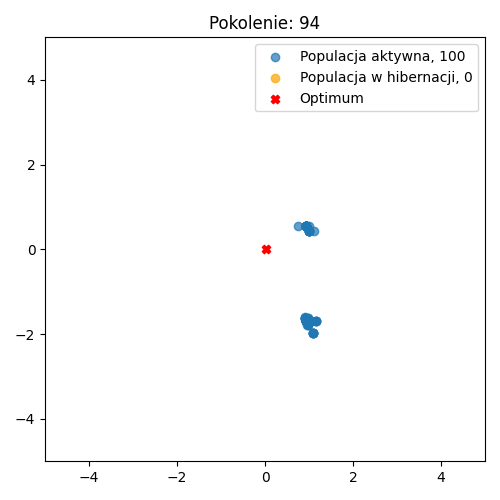 Pokolenie: 94
Populacja aktywna, 100
Populacja w hibernacji, 0
Optimum
4
2
0
−2
−4
−4 −2 0 2 4